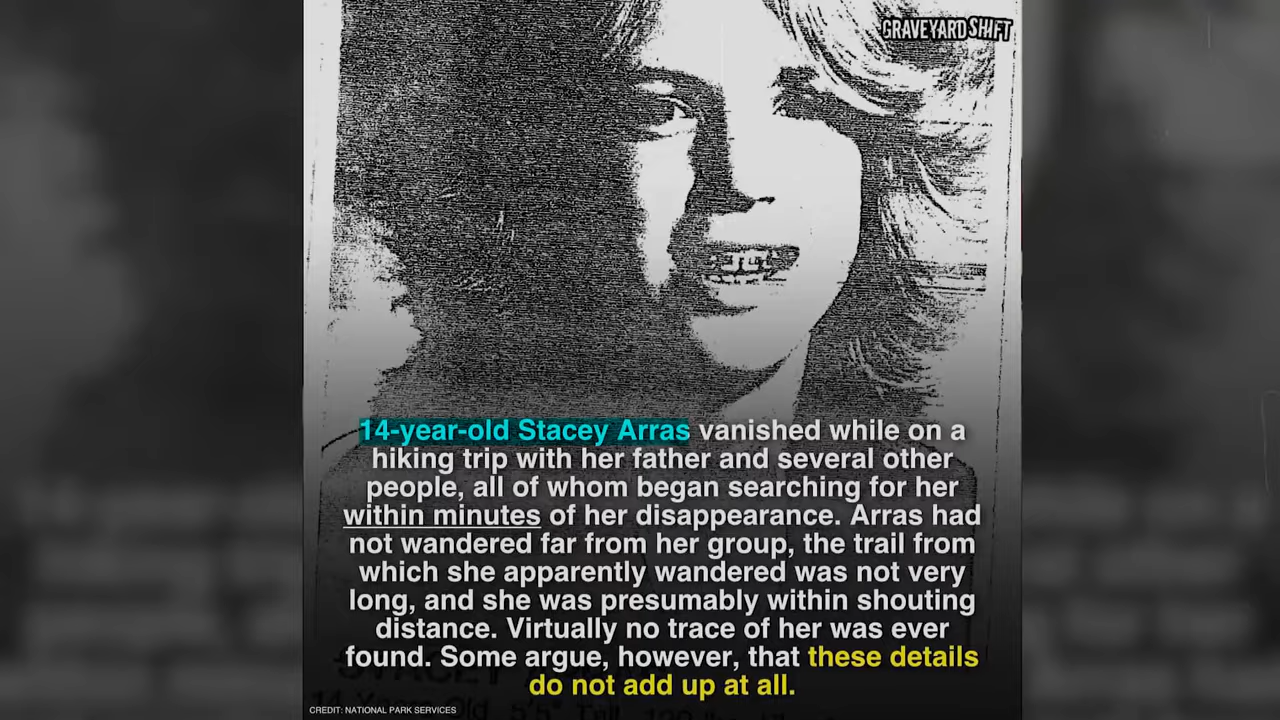 GRAVEYARD SHIFT
14-year-old Stacey Arras vanished while on a
hiking trip with her father and several other
people, all of whom began searching for her
within minutes of her disappearance. Arras had
not wandered far from her group, the trail from
which she apparently wandered was not very
long, and she was presumably within shouting
distance. Virtually no trace of her was ever
found. Some argue, however, that these details
do not add up at all.
CREDIT: NATIONAL PARK SERVICES